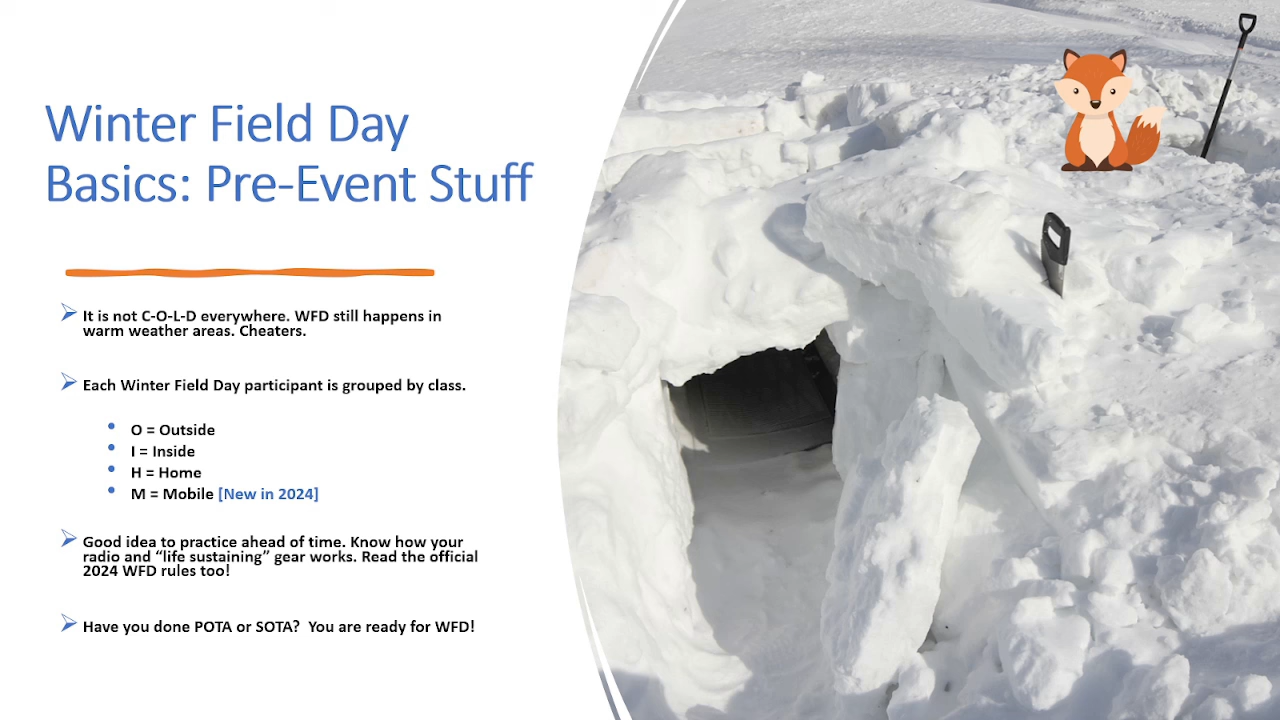 Winter Field Day
Basics: Pre-Event Stuff
It is not C-O-L-D everywhere. WFD still happens in
warm weather areas. Cheaters.
Each Winter Field Day participant is grouped by class.
O = Outside
I = Inside
H = Home
M = Mobile [New in 2024]
Good idea to practice ahead of time. Know how your
radio and “life sustaining” gear works. Read the official
2024 WFD rules too!
Have you done POTA or SOTA?  You are ready for WFD!